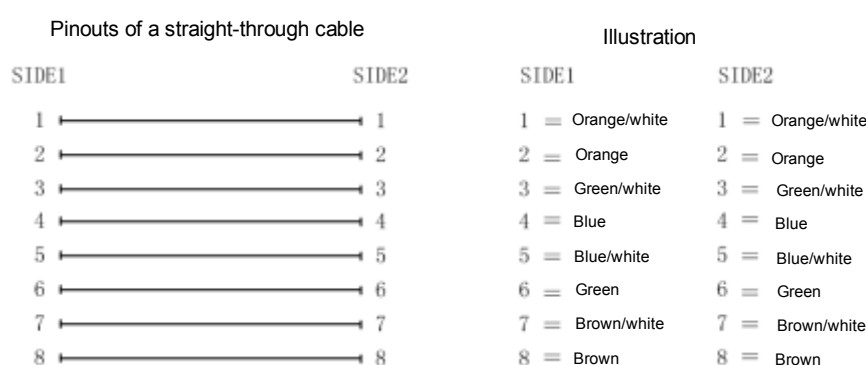 Pinouts of a straight-through cable
Illustration
SIDE1 SIDE2 SIDE1 SIDE2
1 1 1 = Orange/white 1 = Orange/white
2 2 2 = Orange 2 = Orange
3 3 3 = Green/white 3 = Green/white
4 4 4 = Blue 4 = Blue
5 5 5 = Blue/white 5 = Blue/white
6 6 6 = Green 6 = Green
7 7 7 = Brown/white 7 = Brown/white
8 8 8 = Brown 8 = Brown